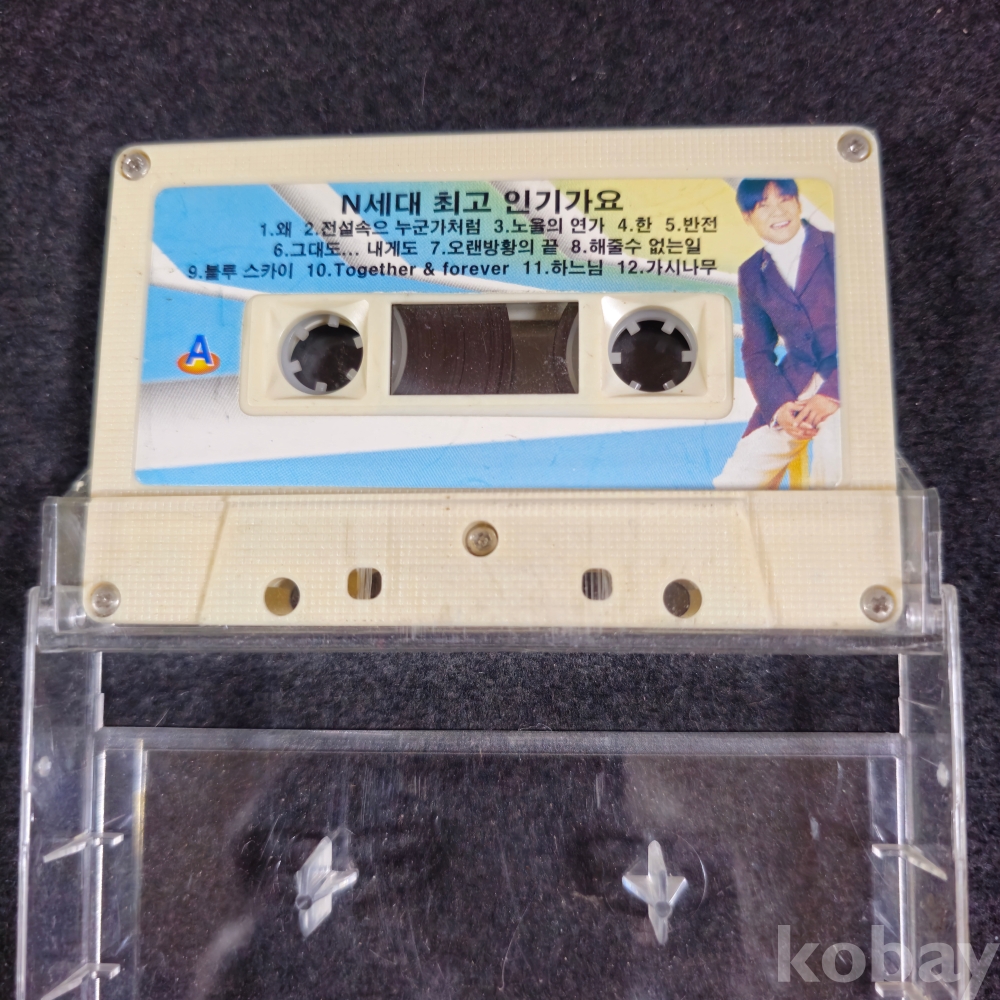 N세대 최고 인기가요
1.왜 2.전설속으 누군가처럼 3.노을의 연가 4.한 5.반전
6.그대도... 내게도 7.오랜방황의 끝 8.해줄수 없는일
9.블루 스카이 10.Together & forever 11.하느님 12.가시나무
A
kobay